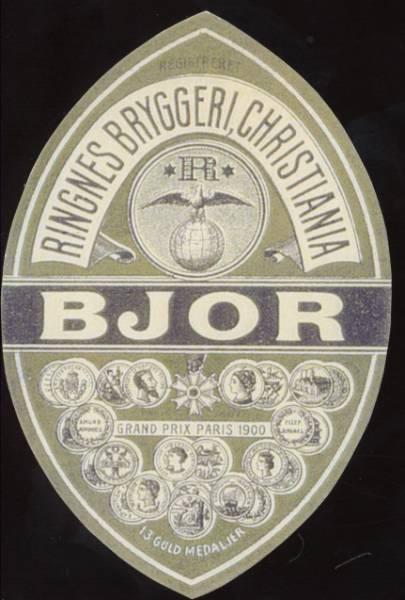 REGISTRERET
RINGNES BRYGGERI, CHRISTIANIA
BJOR
GRAND PRIX PARIS 1900
13 GULD MEDALJER